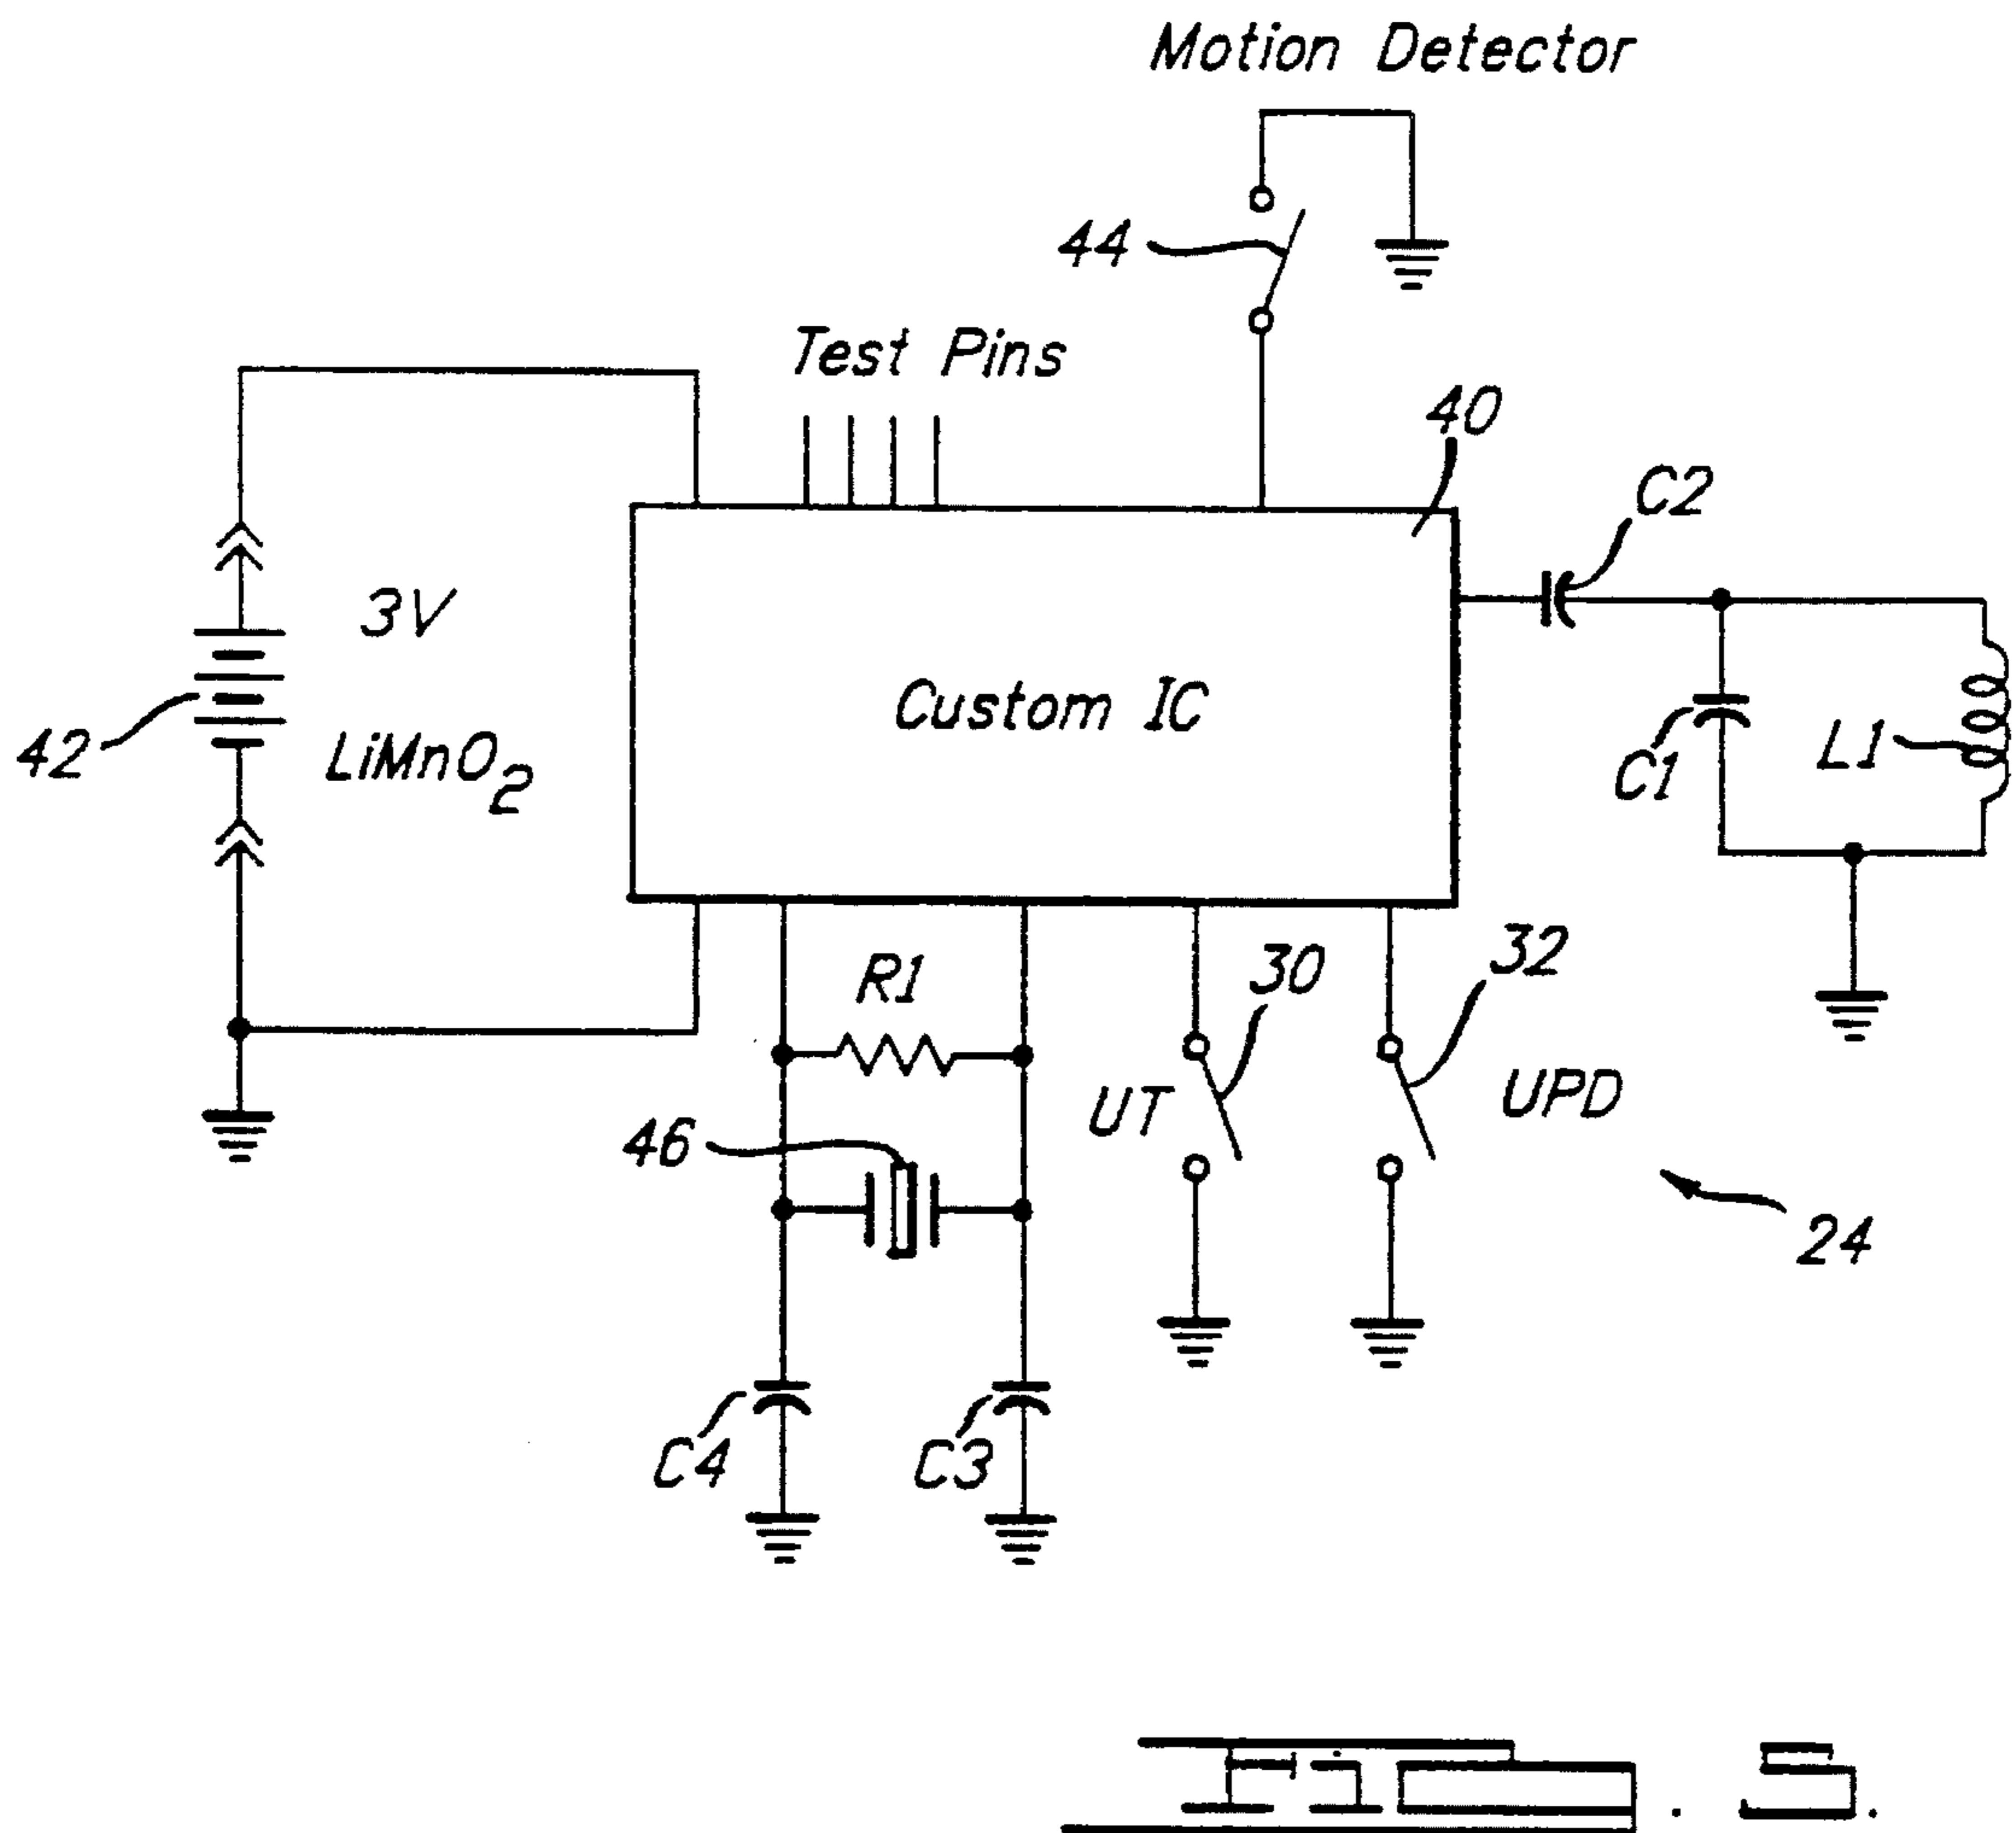 Motion Detector
44
Test Pins
40
C2
3V
Custom IC
42
LiMnO2
C1
L1
R1
30
32
UT
UPD
46
24
C4
C3
Fig. 5.